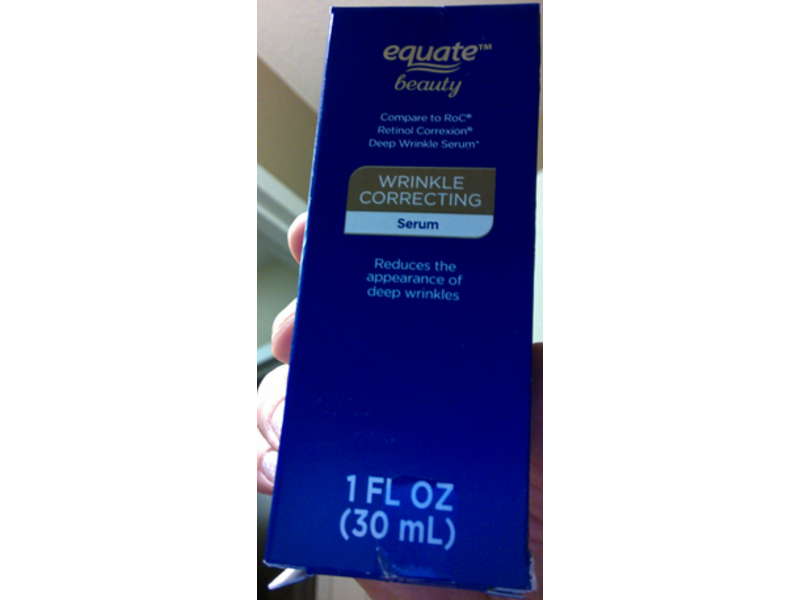 equate™
beauty
Compare to RoC®
Retinol Correxion®
Deep Wrinkle Serum*
WRINKLE
CORRECTING
Serum
Reduces the
appearance of
deep wrinkles
1 FL OZ
(30 mL)